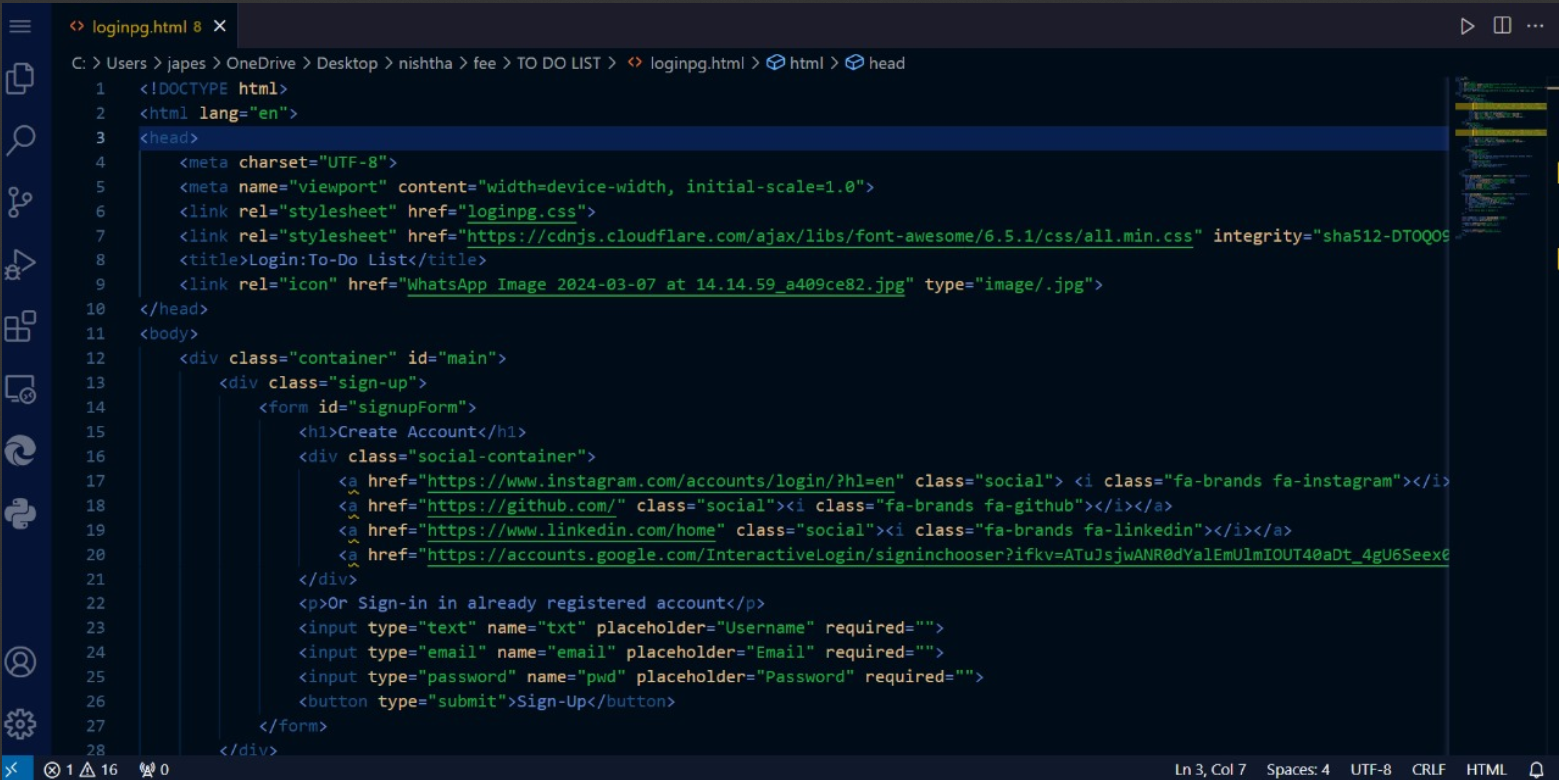 loginpg.html 8
C: > Users > japes > OneDrive > Desktop > nishtha > fee > TO DO LIST > loginpg.html > html > head
1 <!DOCTYPE html>
2 <html lang="en">
3 <head>
4 <meta charset="UTF-8">
5 <meta name="viewport" content="width=device-width, initial-scale=1.0">
6 <link rel="stylesheet" href="loginpg.css">
7 <link rel="stylesheet" href="https://cdnjs.cloudflare.com/ajax/libs/font-awesome/6.5.1/css/all.min.css" integrity="sha512-DTOQO9
8 <title>Login:To-Do List</title>
9 <link rel="icon" href="WhatsApp Image 2024-03-07 at 14.14.59_a409ce82.jpg" type="image/.jpg">
10 </head>
11 <body>
12 <div class="container" id="main">
13 <div class="sign-up">
14 <form id="signupForm">
15 <h1>Create Account</h1>
16 <div class="social-container">
17 <a href="https://www.instagram.com/accounts/login/?hl=en" class="social"> <i class="fa-brands fa-instagram"></i>
18 <a href="https://github.com/" class="social"><i class="fa-brands fa-github"></i></a>
19 <a href="https://www.linkedin.com/home" class="social"><i class="fa-brands fa-linkedin"></i></a>
20 <a href="https://accounts.google.com/InteractiveLogin/signinchooser?ifkv=ATuJsjwANR0dYalEmUlmIOUT40aDt_4gU6Seex0
21 </div>
22 <p>Or Sign-in in already registered account</p>
23 <input type="text" name="txt" placeholder="Username" required="">
24 <input type="email" name="email" placeholder="Email" required="">
25 <input type="password" name="pwd" placeholder="Password" required="">
26 <button type="submit">Sign-Up</button>
27 </form>
28 </div>
1 16 0 Ln 3, Col 7 Spaces: 4 UTF-8 CRLF HTML